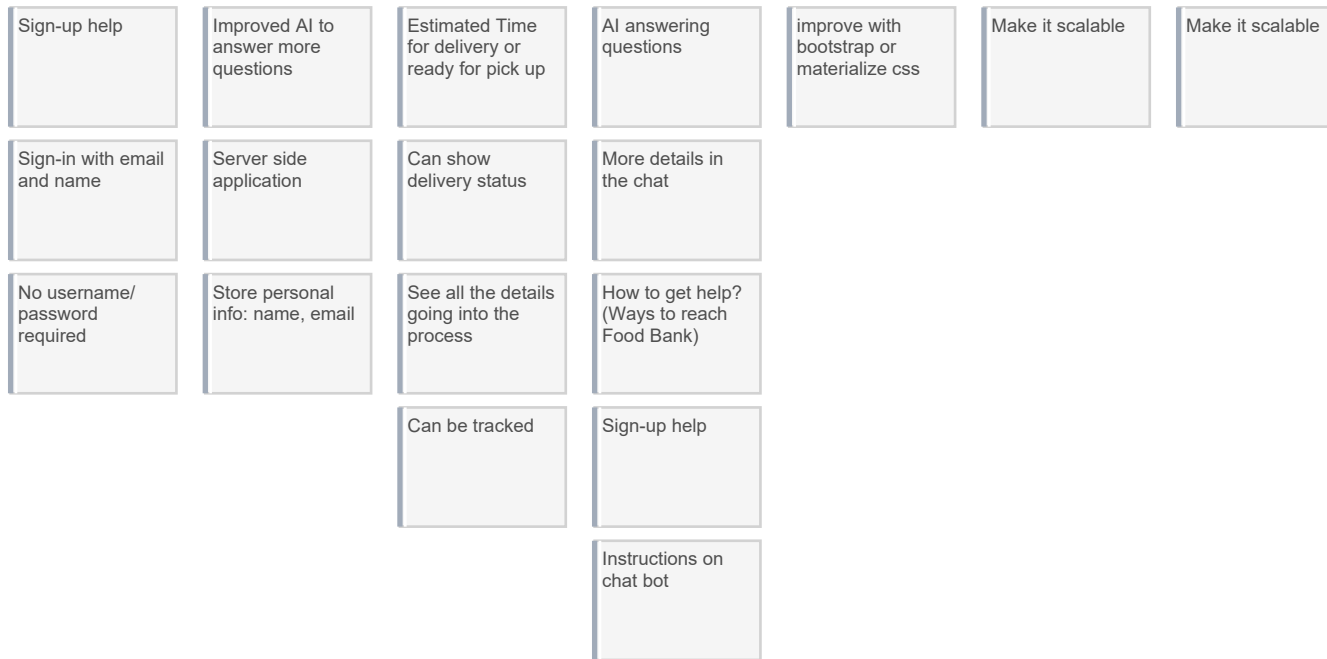 Sign-up help
Improved AI to
answer more
questions
Estimated Time
for delivery or
ready for pick up
AI answering
questions
improve with
bootstrap or
materialize css
Make it scalable
Make it scalable
Sign-in with email
and name
Server side
application
Can show
delivery status
More details in
the chat
No username/
password
required
Store personal
info: name, email
See all the details
going into the
process
How to get help?
(Ways to reach
Food Bank)
Can be tracked
Sign-up help
Instructions on
chat bot